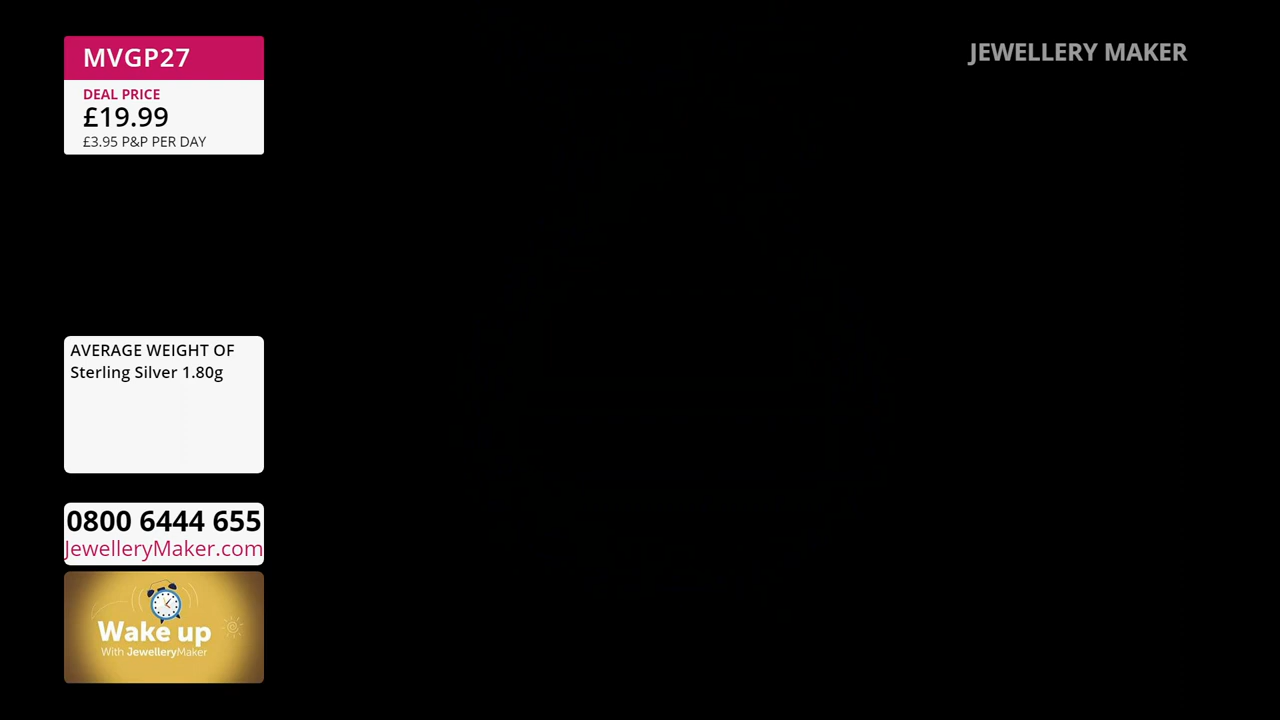 MVGP27
DEAL PRICE
£19.99
£3.95 P&P PER DAY
JEWELLERY MAKER
AVERAGE WEIGHT OF
Sterling Silver 1.80g
0800 6444 655
JewelleryMaker.com
Wake up
With JewelleryMaker